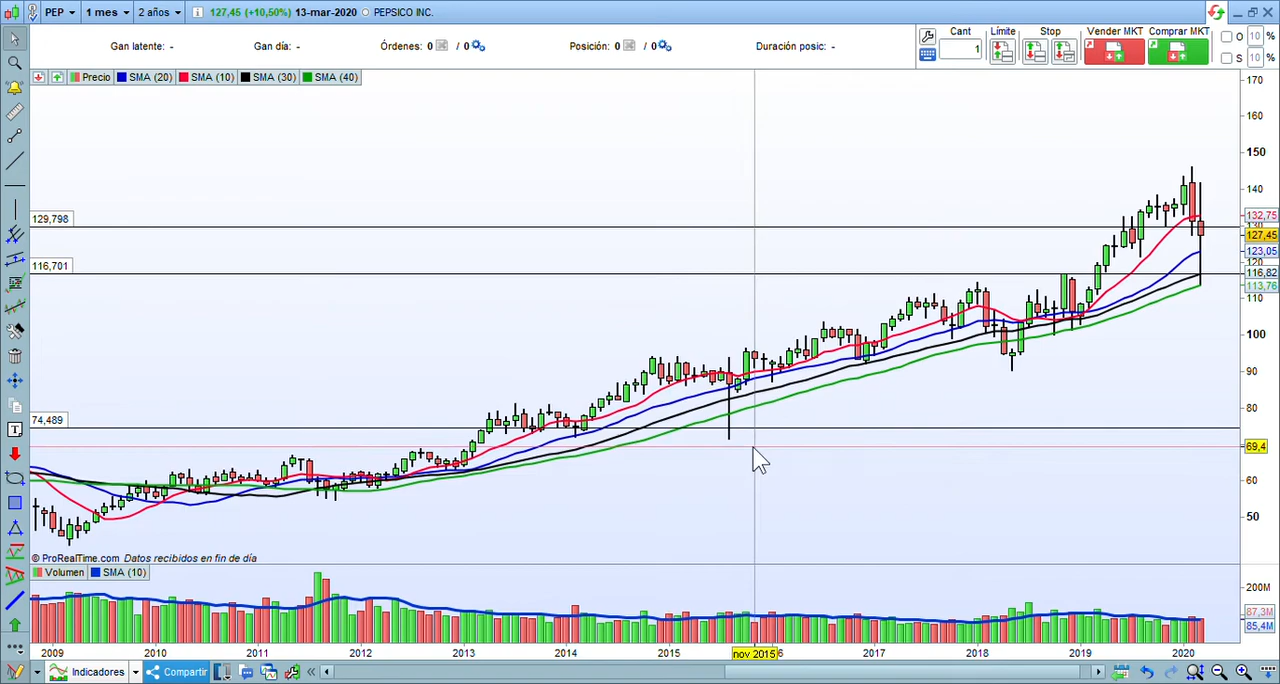 PEP 1 mes 2 años 127,45 (+10,50%) 13-mar-2020 PEPSICO INC.
Gan latente: - Gan día: - Órdenes: 0 / 0 Posición: 0 / 0 Duración posic: -
Cant Límite Stop Vender MKT Comprar MKT O 10 %
1 S 10 %
Precio SMA (20) SMA (10) SMA (30) SMA (40)
170
160
150
140
129,798
132,75
130
127,45
123,05
120
116,701
116,82
113,76
110
100
90
80
74,489
69,4
60
50
© ProRealTime.com Datos recibidos en fin de día
Volumen SMA (10)
200M
87,3M
85,4M
2009 2010 2011 2012 2013 2014 2015 nov 2015 6 2017 2018 2019 2020
Indicadores Compartir